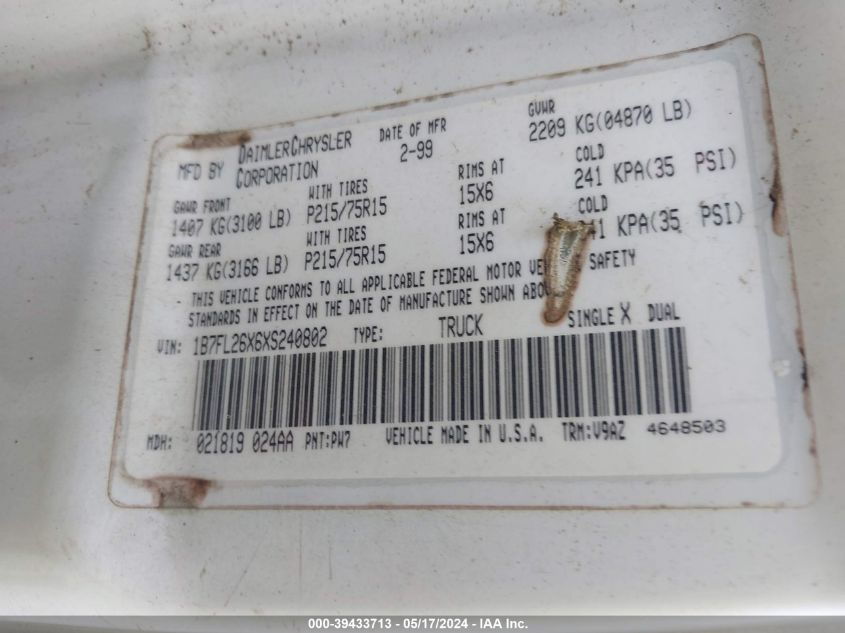 MFD BY DAIMLERCHRYSLER CORPORATION DATE OF MFR 2-99 GVWR 2209 KG(04870 LB)
GAWR FRONT WITH TIRES RIMS AT COLD
1407 KG(3100 LB) P215/75R15 15X6 241 KPA(35 PSI)
GAWR REAR WITH TIRES RIMS AT COLD
1437 KG(3166 LB) P215/75R15 15X6 41 KPA(35 PSI)
THIS VEHICLE CONFORMS TO ALL APPLICABLE FEDERAL MOTOR SAFETY
STANDARDS IN EFFECT ON THE DATE OF MANUFACTURE SHOWN
VIN: 1B7FL26X6XS240802 TYPE: TRUCK SINGLE X DUAL
MDH: 021819 024AA PNT:PW7 VEHICLE MADE IN U.S.A. TRM:V9AZ 4648503
000-39433713 - 05/17/2024 - IAA Inc.